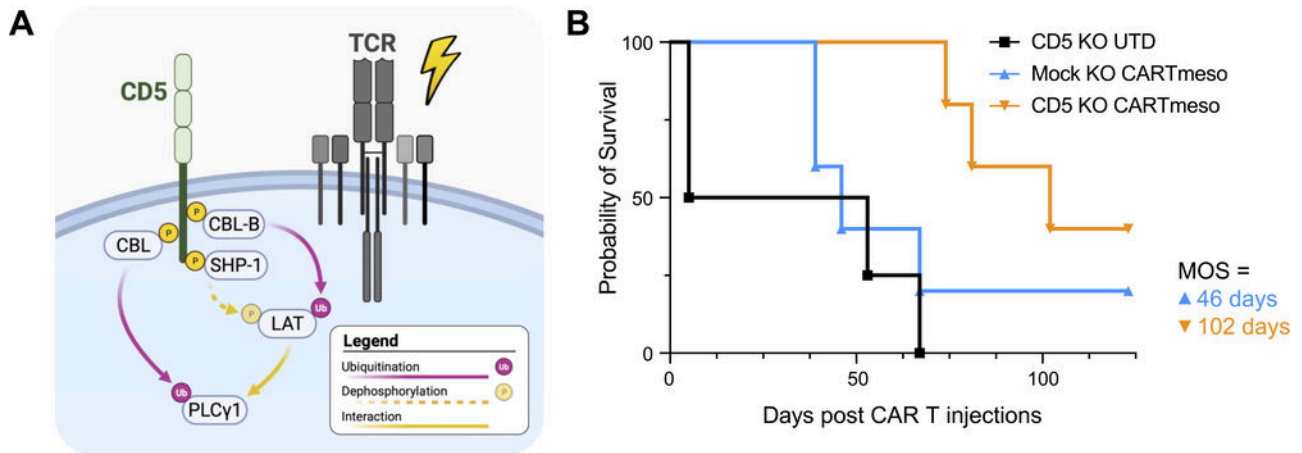 A
TCR
CD5
P
CBL-B
P
CBL
P
SHP-1
P
Ub
LAT
Ub
PLCγ1
Legend
Ubiquitination
Ub
Dephosphorylation
P
Interaction
B
Probability of Survival
100
50
0
0
50
100
Days post CAR T injections
CD5 KO UTD
Mock KO CARTmeso
CD5 KO CARTmeso
MOS =
46 days
102 days